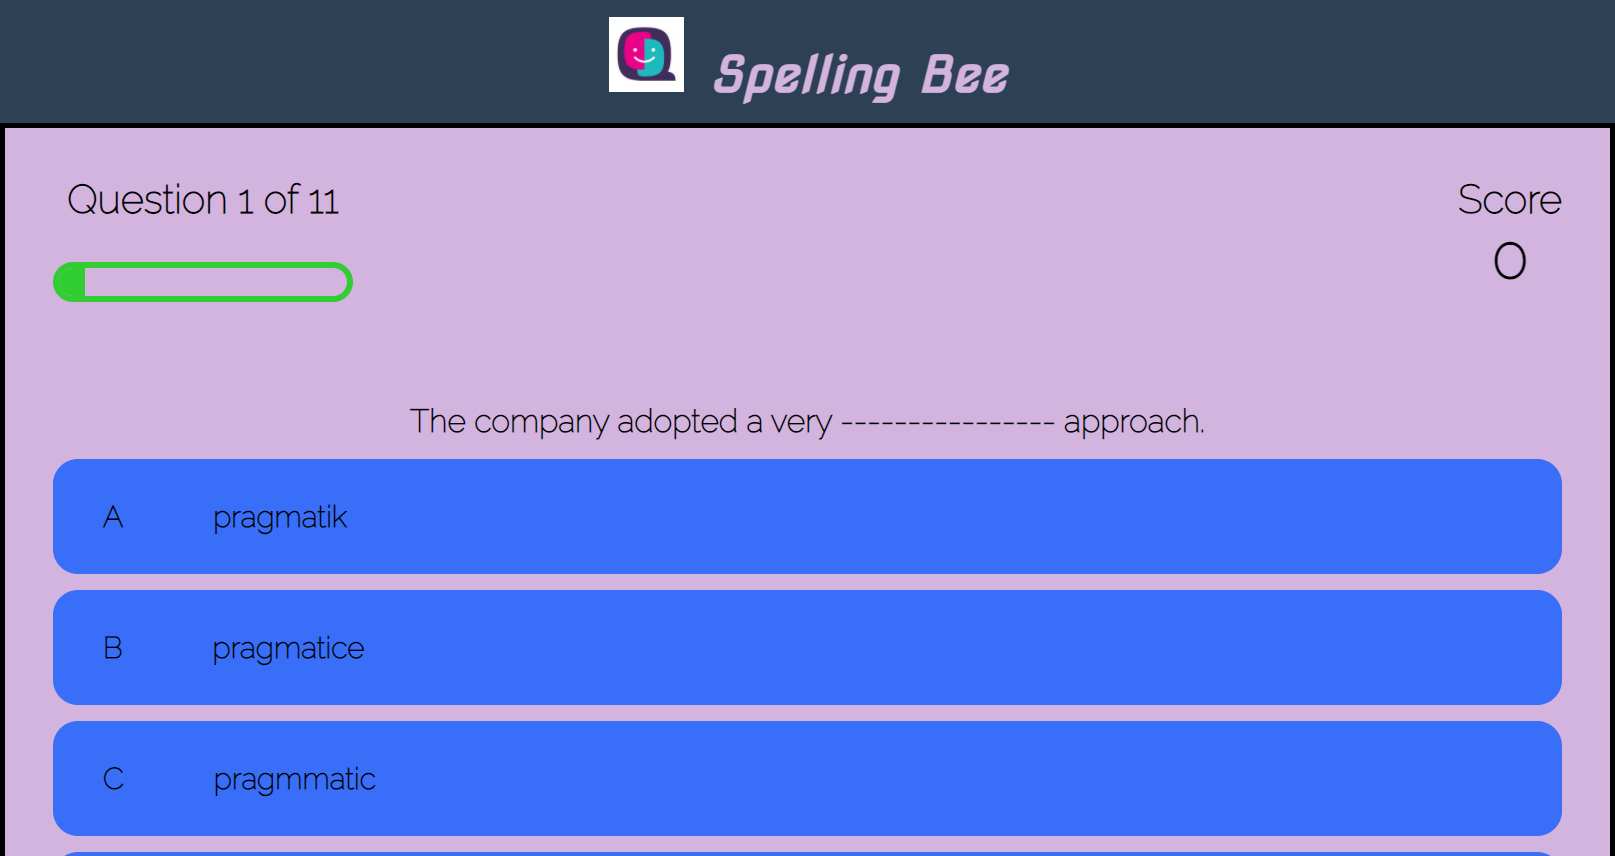 Spelling Bee
Question 1 of 11
Score
0
The company adopted a very ---------------- approach.
A pragmatik
B pragmatice
C pragmmatic